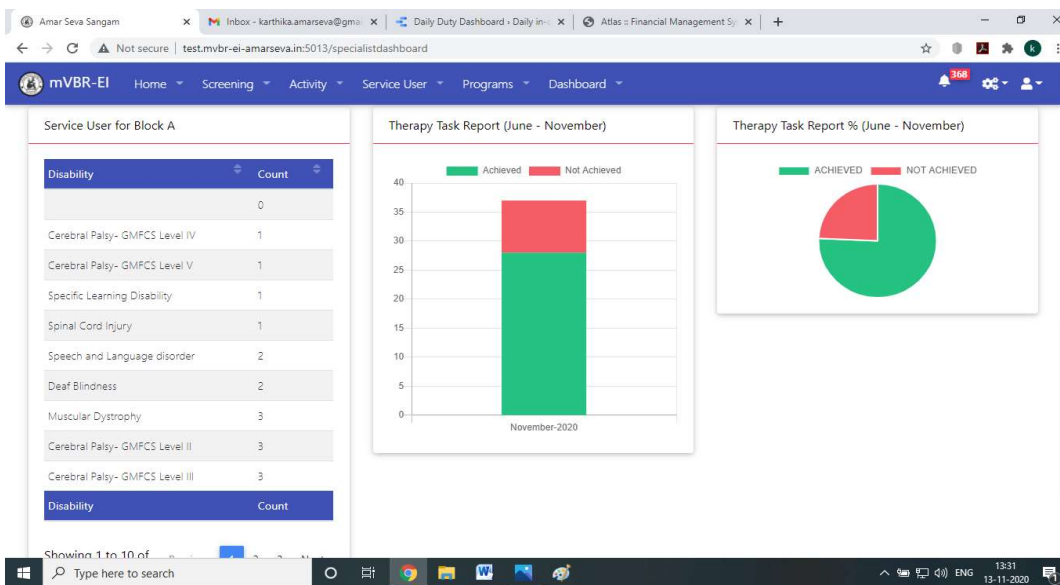 Amar Seva Sangam
Inbox - karthika.amarseva@gmai
Daily Duty Dashboard › Daily in-c
Atlas :: Financial Management Sy
Not secure | test.mvbr-ei-amarseva.in:5013/specialistdashboard
k
mVBR-EI Home Screening Activity Service User Programs Dashboard 368
Service User for Block A
Disability Count
0
Cerebral Palsy- GMFCS Level IV 1
Cerebral Palsy- GMFCS Level V 1
Specific Learning Disability 1
Spinal Cord Injury 1
Speech and Language disorder 2
Deaf Blindness 2
Muscular Dystrophy 3
Cerebral Palsy- GMFCS Level II 3
Cerebral Palsy- GMFCS Level III 3
Disability Count
Showing 1 to 10 of
Therapy Task Report (June - November)
Achieved Not Achieved
40
35
30
25
20
15
10
5
0
November-2020
Therapy Task Report % (June - November)
ACHIEVED NOT ACHIEVED
Type here to search
ENG
13:31
13-11-2020